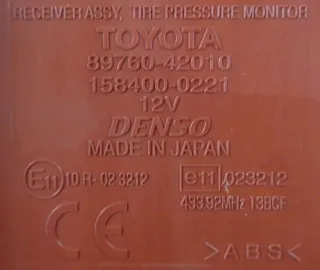 RECEIVER ASSY, TIRE PRESSURE MONITOR
TOYOTA
89760-42010
158400-0221
12V
DENSO
MADE IN JAPAN
E11 10 R-02 3212
e11 023212
433.92MHz 13BCF
CE
>ABS<